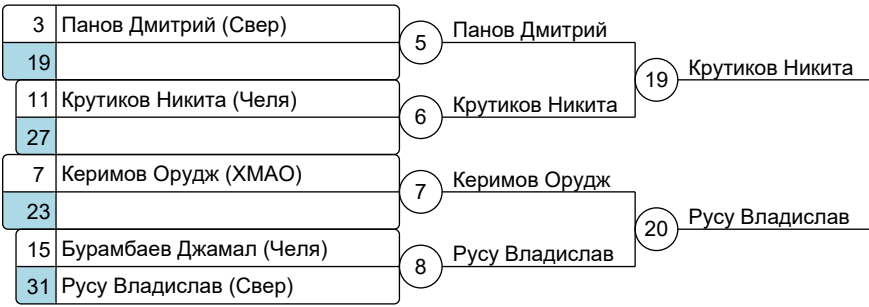 3 Панов Дмитрий (Свер)
5 Панов Дмитрий
19
19 Крутиков Никита
11 Крутиков Никита (Челя)
6 Крутиков Никита
27
7 Керимов Орудж (ХМАО)
7 Керимов Орудж
23
20 Русу Владислав
15 Бурамбаев Джамал (Челя)
8 Русу Владислав
31 Русу Владислав (Свер)